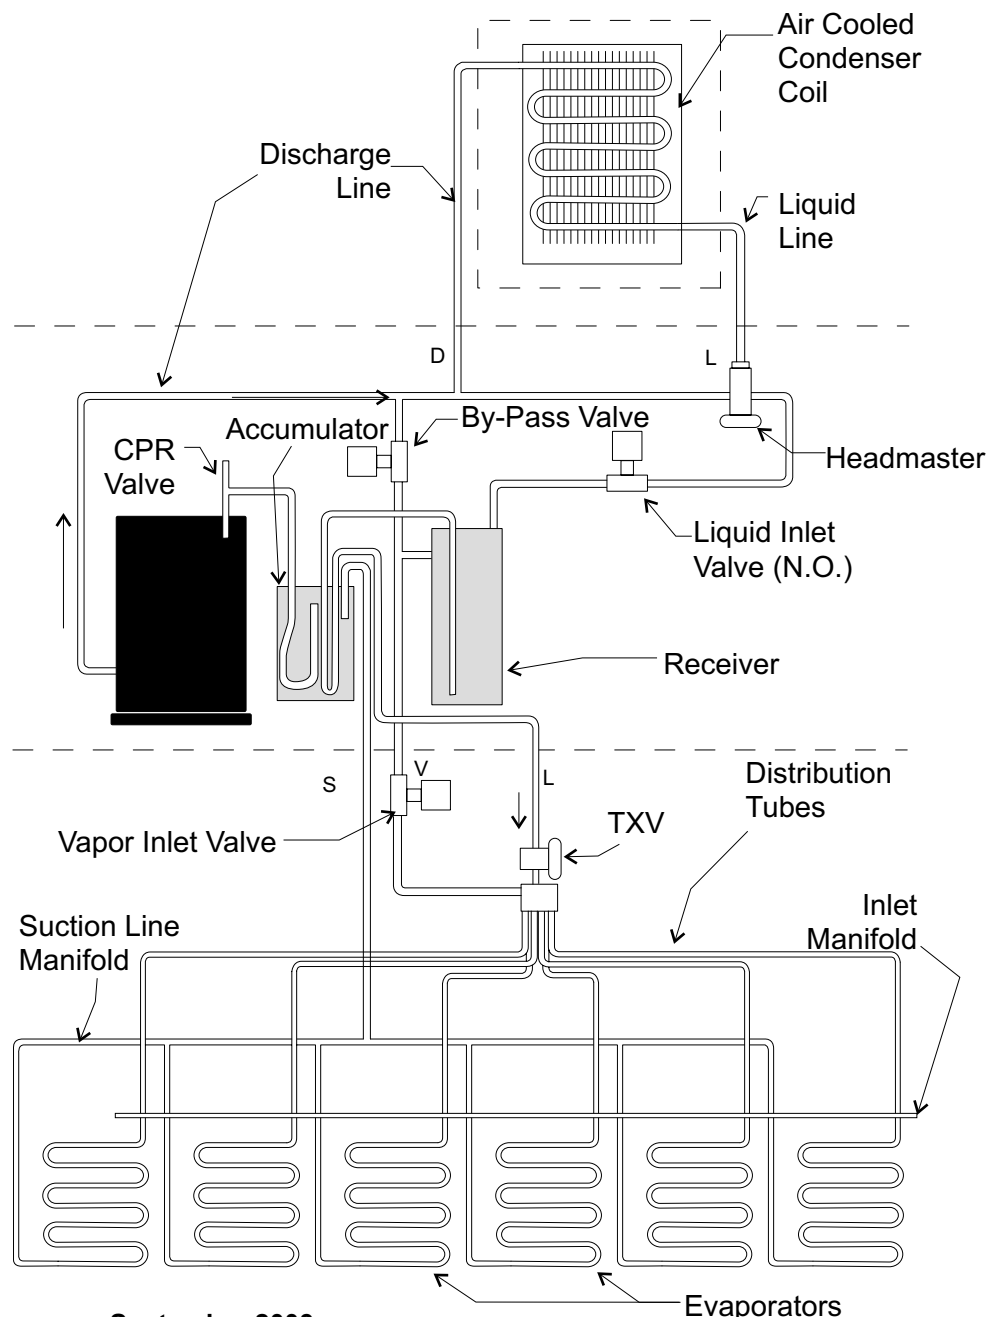 Air Cooled
Condenser
Coil
Discharge
Line
Liquid
Line
D
L
By-Pass Valve
Accumulator
CPR
Valve
Headmaster
Liquid Inlet
Valve (N.O.)
Receiver
S
V
L
Distribution
Tubes
Vapor Inlet Valve
TXV
Suction Line
Manifold
Inlet
Manifold
Evaporators